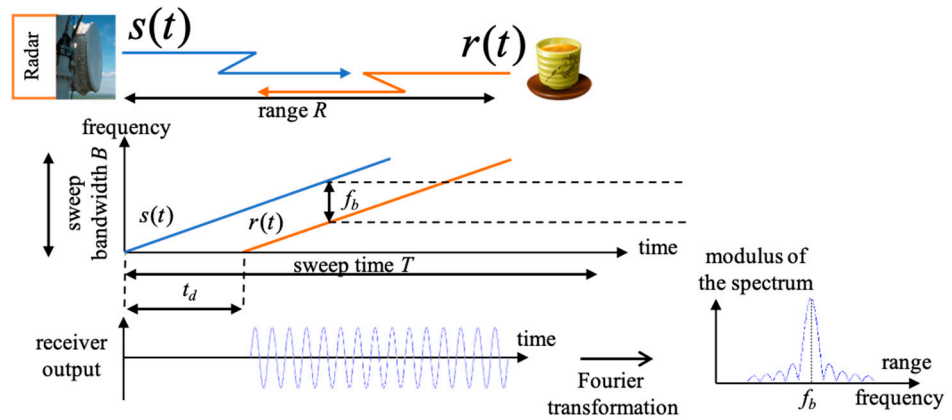 Radar
s(t)
r(t)
range R
frequency
sweep
bandwidth B
s(t)
r(t)
f_b
time
sweep time T
t_d
receiver
output
time
Fourier
transformation
modulus of
the spectrum
range
f_b
frequency